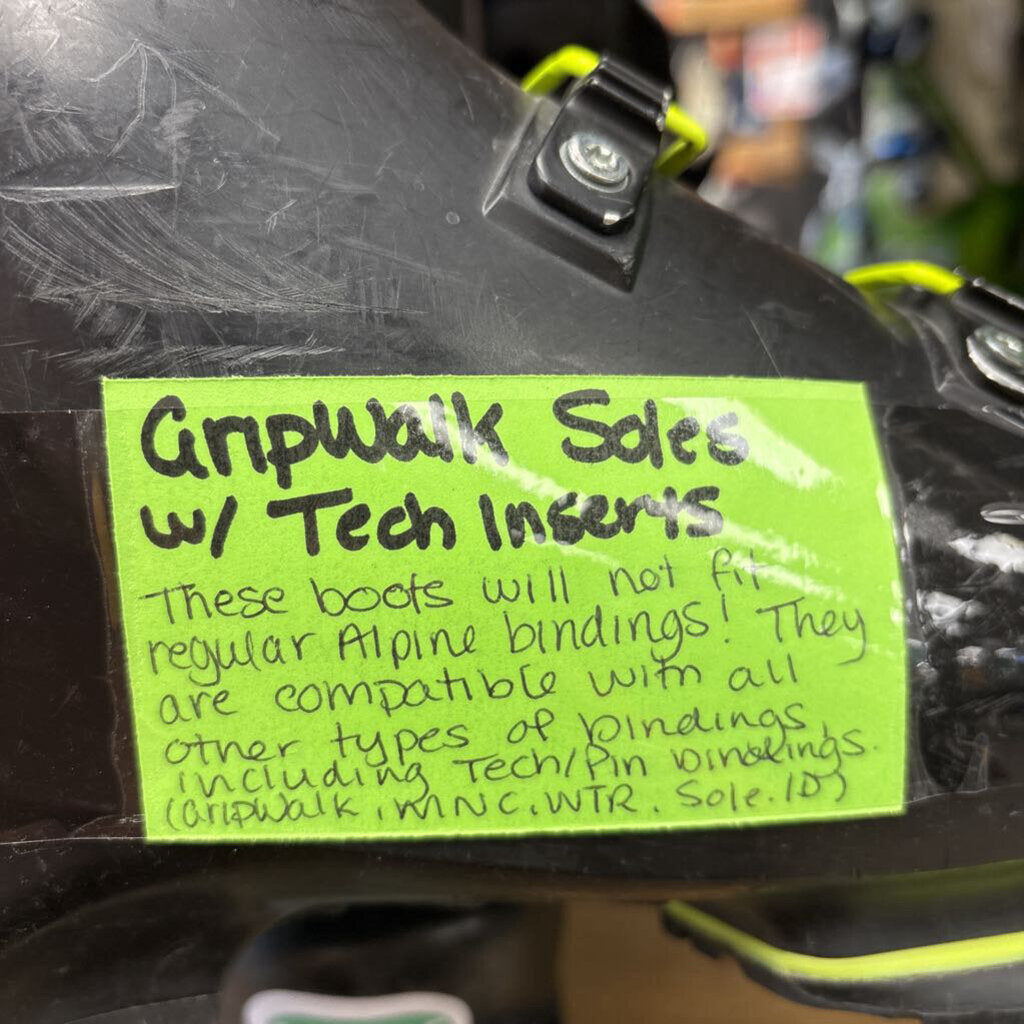 GripWalk Soles
w/ Tech Inserts
These boots will not fit
regular Alpine bindings! They
are compatible with all
other types of bindings,
including Tech/Pin bindings.
(GripWalk, MNC, WTR, Sole.ID)